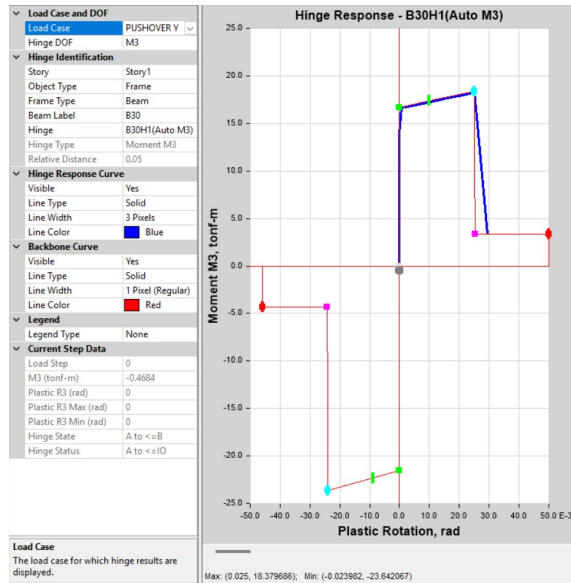 Load Case and DOF
Load Case PUSHOVER Y
Hinge DOF M3
Hinge Identification
Story Story1
Object Type Frame
Frame Type Beam
Beam Label B30
Hinge B30H1(Auto M3)
Hinge Type Moment M3
Relative Distance 0.05
Hinge Response Curve
Visible Yes
Line Type Solid
Line Width 3 Pixels
Line Color Blue
Backbone Curve
Visible Yes
Line Type Solid
Line Width 1 Pixel (Regular)
Line Color Red
Legend
Legend Type None
Current Step Data
Load Step 0
M3 (tonf-m) -0.4684
Plastic R3 (rad) 0
Plastic R3 Max (rad) 0
Plastic R3 Min (rad) 0
Hinge State A to <=B
Hinge Status A to <=IO
Load Case
The load case for which hinge results are
displayed.
Hinge Response - B30H1(Auto M3)
Moment M3, tonf-m
25.0
20.0
15.0
10.0
5.0
0.0
-5.0
-10.0
-15.0
-20.0
-25.0
-50.0 -40.0 -30.0 -20.0 -10.0 0.0 10.0 20.0 30.0 40.0 50.0 E-3
Plastic Rotation, rad
Max: (0.025, 18.379686); Min: (-0.023982, -23.642067)